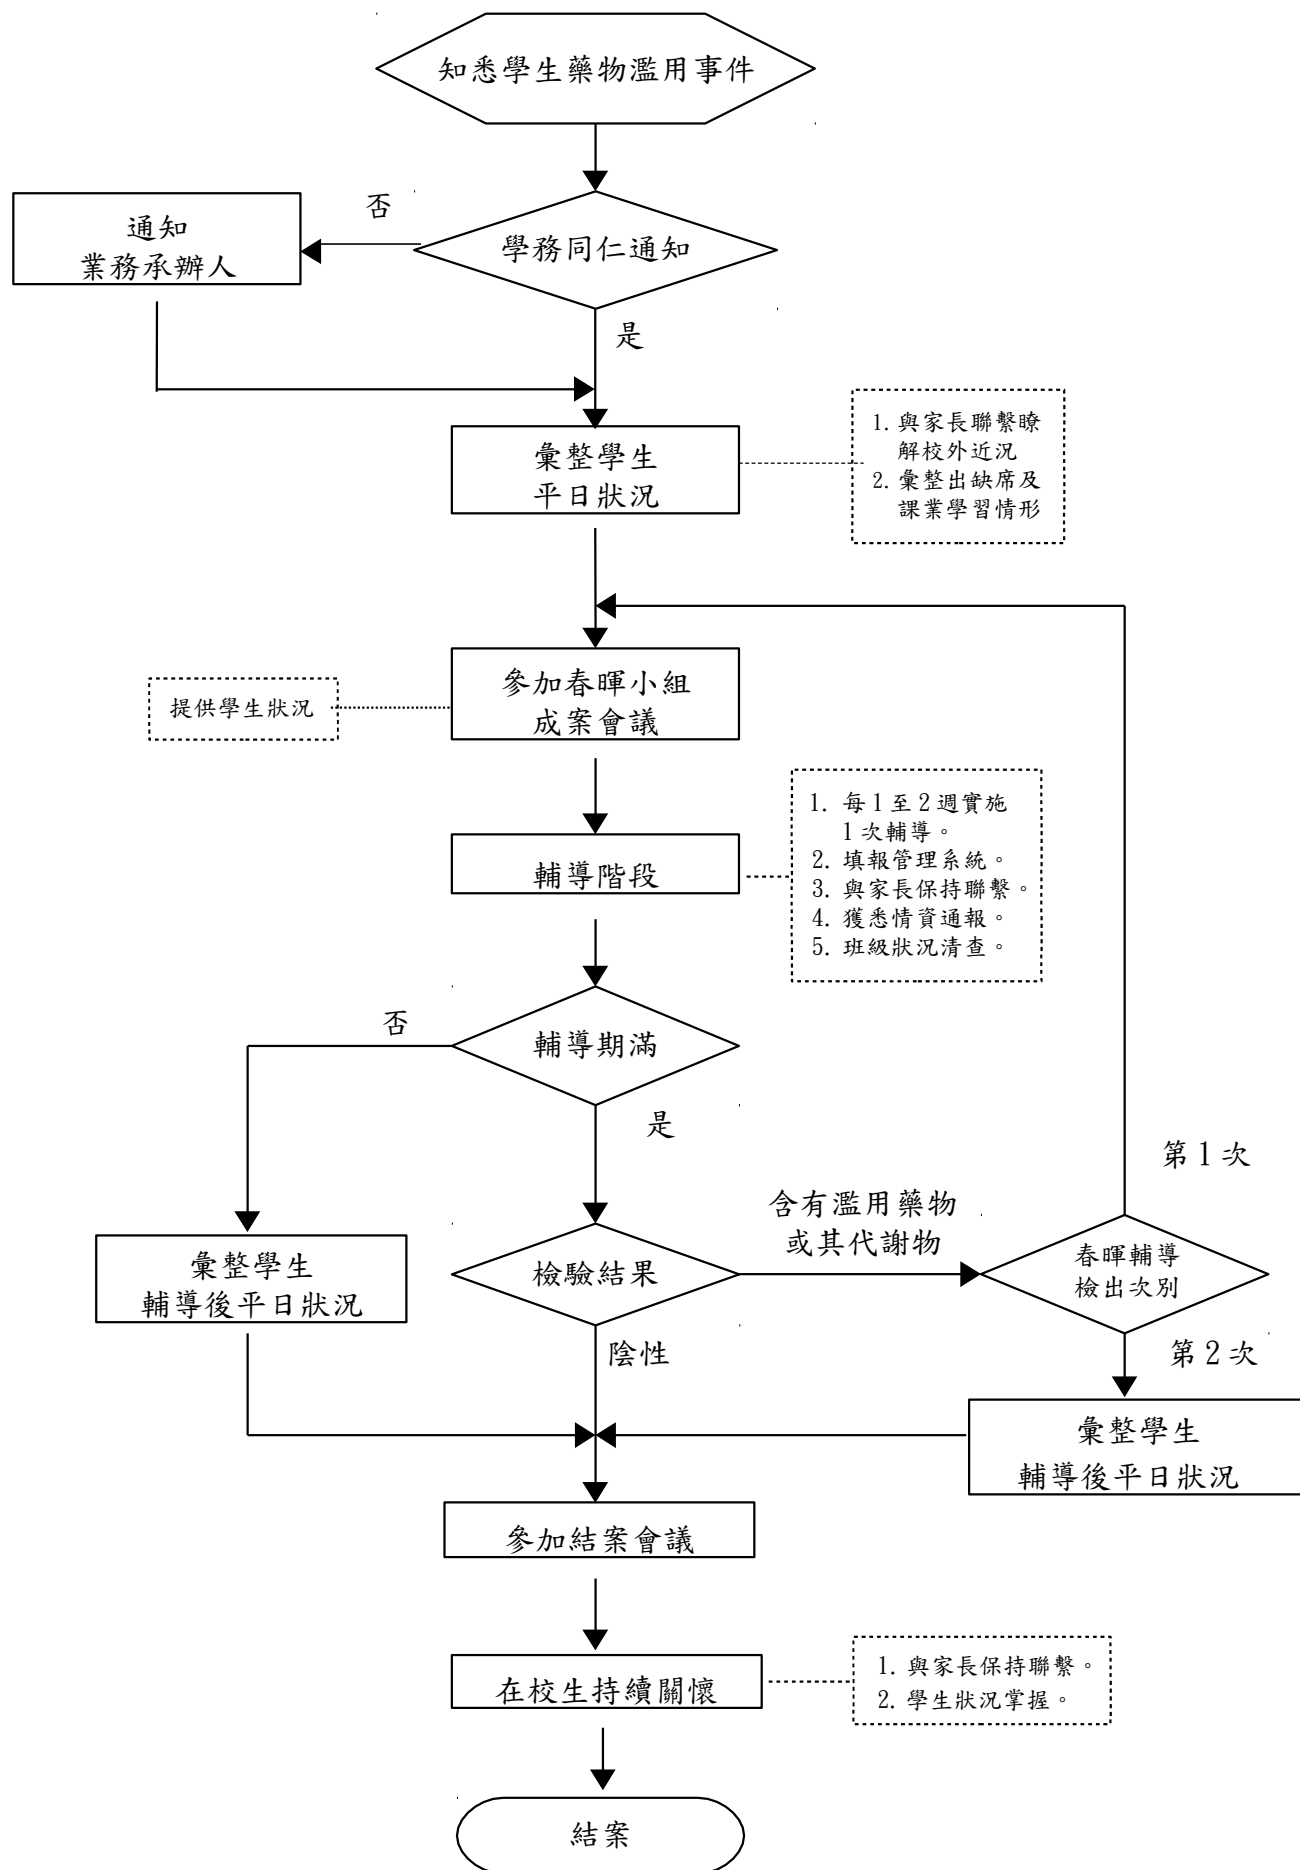 知悉學生藥物濫用事件
否
通知
業務承辦人
學務同仁通知
是
彙整學生
平日狀況
1. 與家長聯繫瞭
解校外近況
2. 彙整出缺席及
課業學習情形
參加春暉小組
成案會議
提供學生狀況
輔導階段
1. 每1至2週實施
1次輔導。
2. 填報管理系統。
3. 與家長保持聯繫。
4. 獲悉情資通報。
5. 班級狀況清查。
否
輔導期滿
是
第1次
含有濫用藥物
或其代謝物
彙整學生
輔導後平日狀況
檢驗結果
春暉輔導
檢出次別
陰性
第2次
彙整學生
輔導後平日狀況
參加結案會議
在校生持續關懷
1. 與家長保持聯繫。
2. 學生狀況掌握。
結案